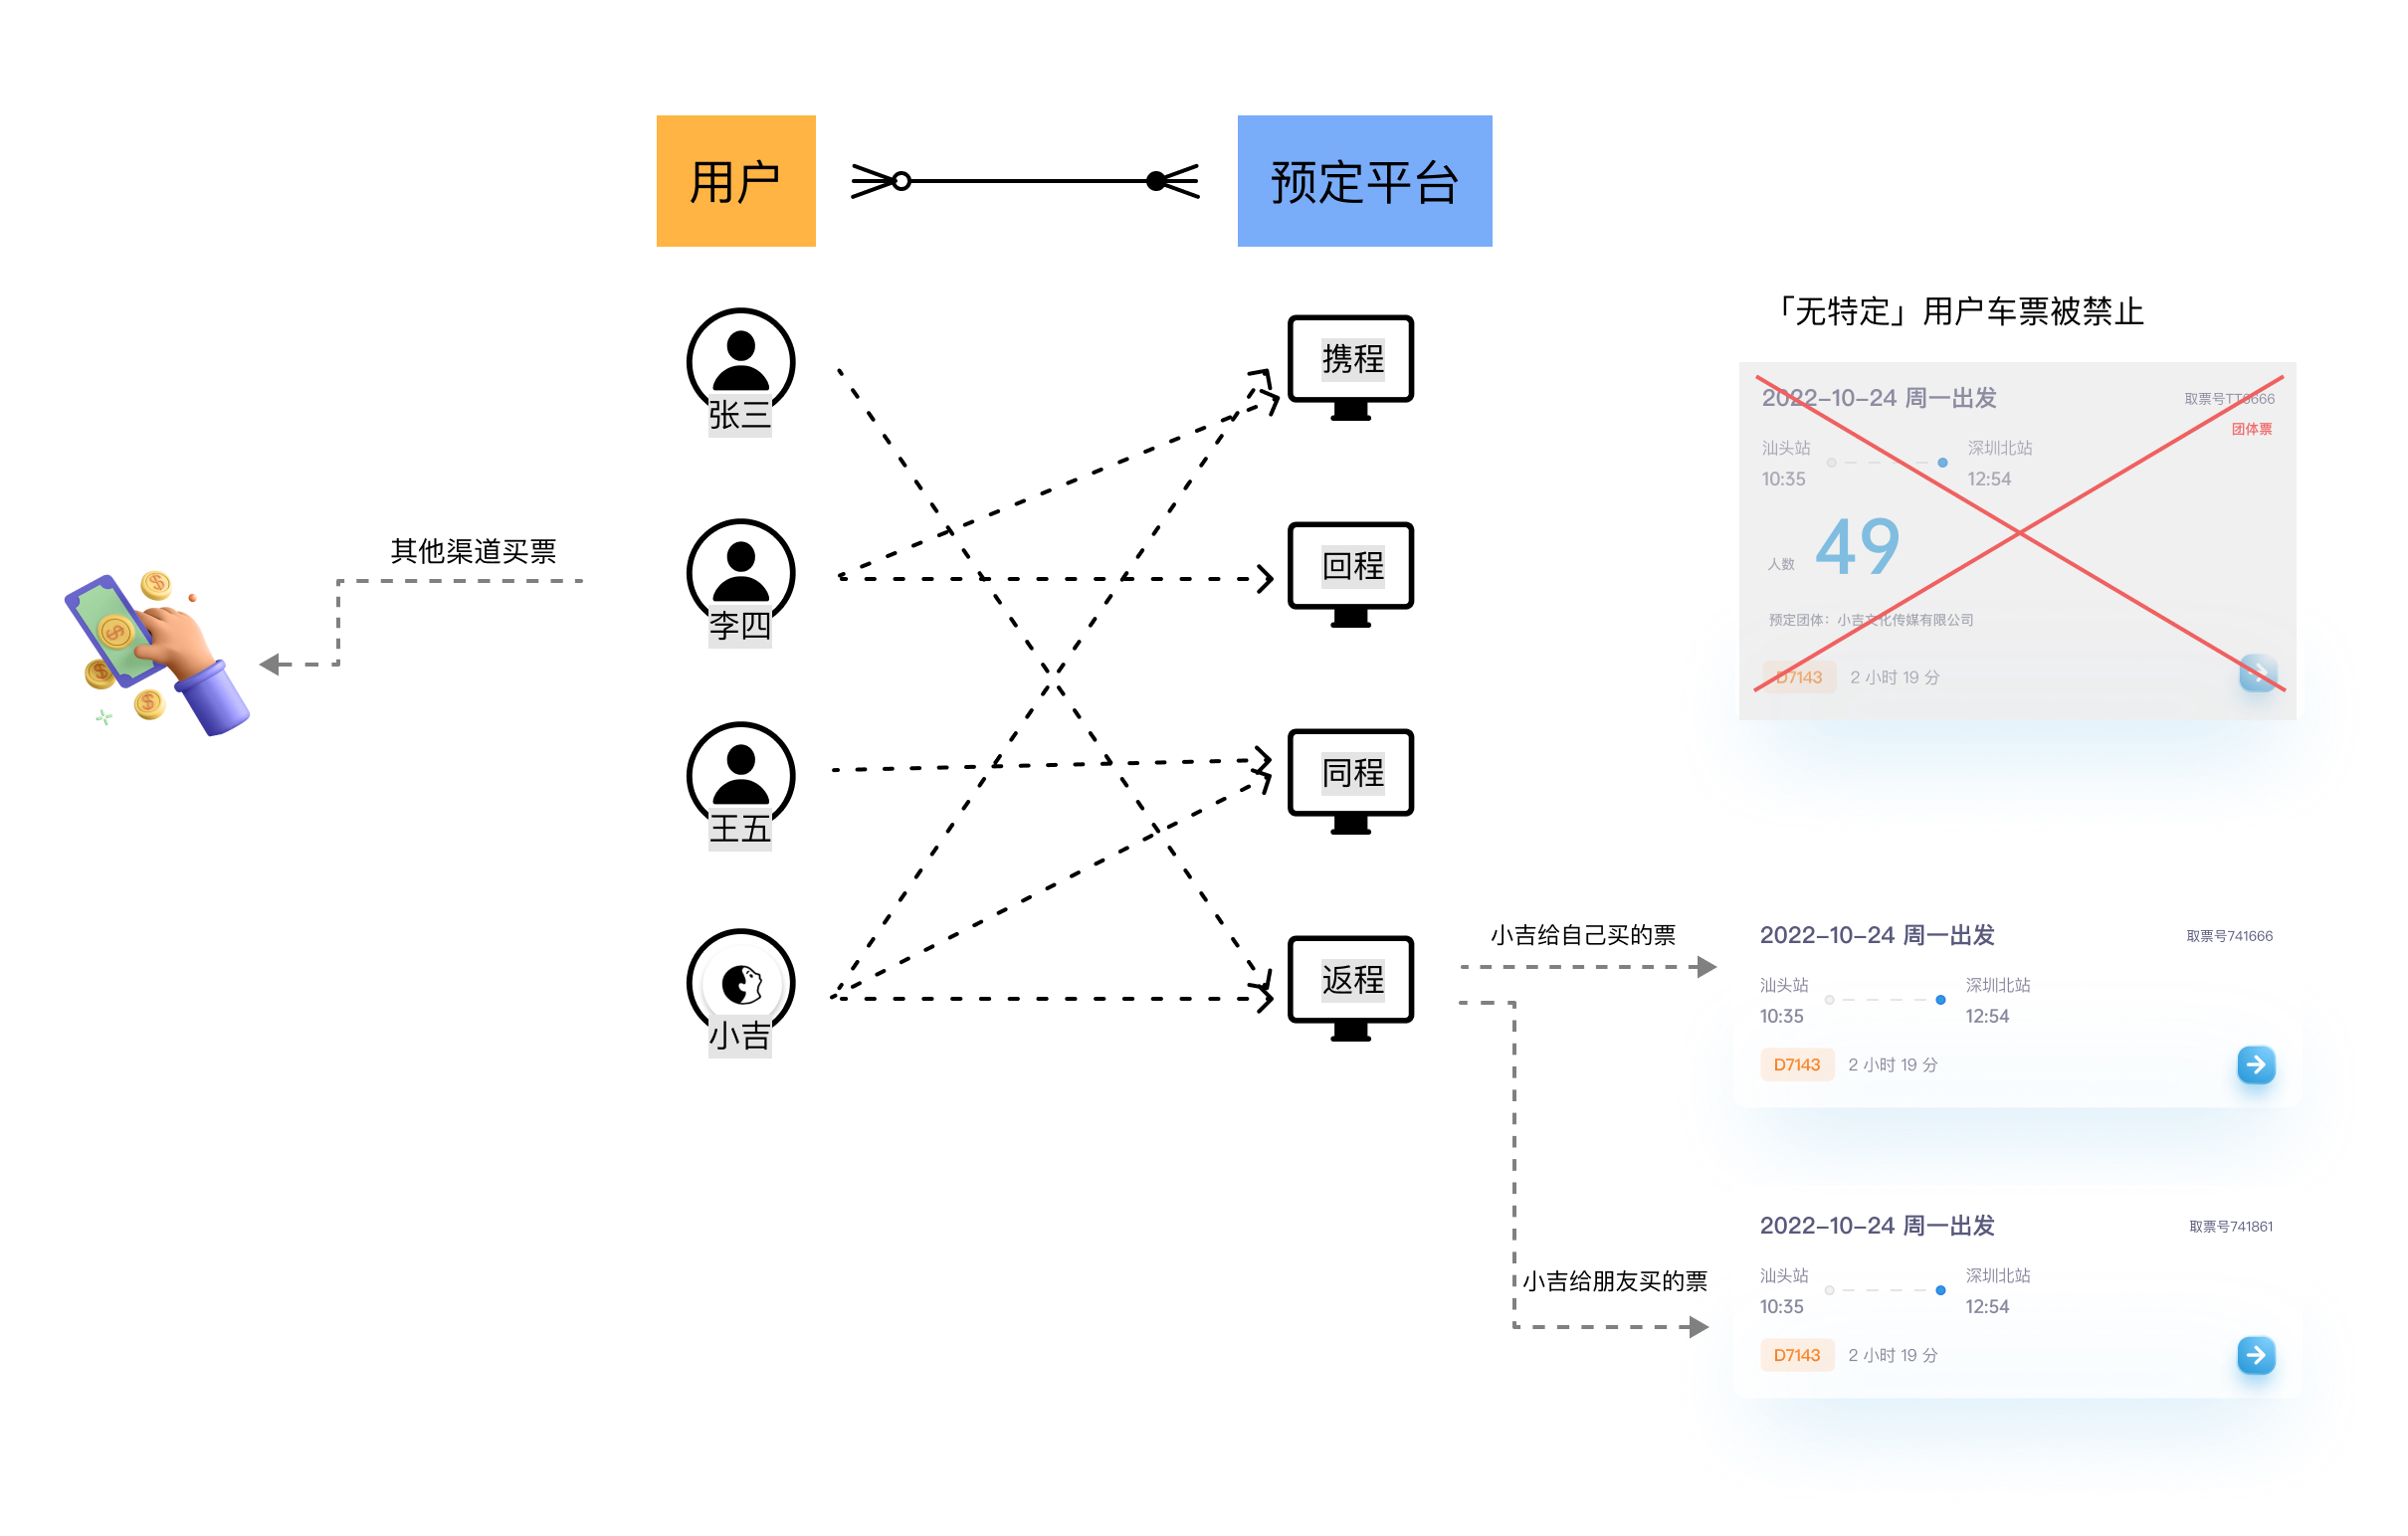 用户
预定平台
「无特定」用户车票被禁止
张三
李四
王五
小吉
携程
回程
同程
返程
其他渠道买票
2022-10-24 周一出发
取票号TT6666
团体票
汕头站
深圳北站
10:35
12:54
人数
49
预定团体：小吉文化传媒有限公司
D7143
2 小时 19 分
小吉给自己买的票
2022-10-24 周一出发
取票号741666
汕头站
深圳北站
10:35
12:54
D7143
2 小时 19 分
小吉给朋友买的票
2022-10-24 周一出发
取票号741861
汕头站
深圳北站
10:35
12:54
D7143
2 小时 19 分